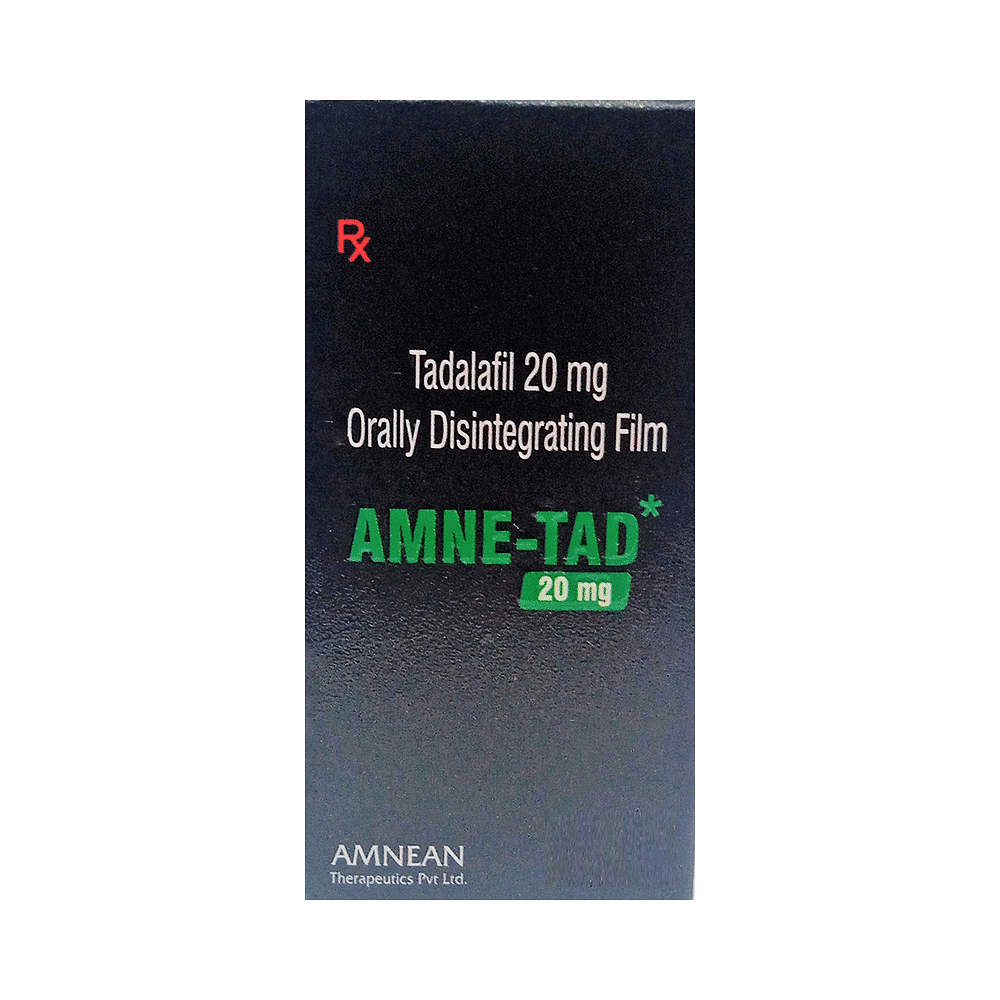 Rx
Tadalafil 20 mg
Orally Disintegrating Film
AMNE-TAD*
20 mg
AMNEAN
Therapeutics Pvt Ltd.